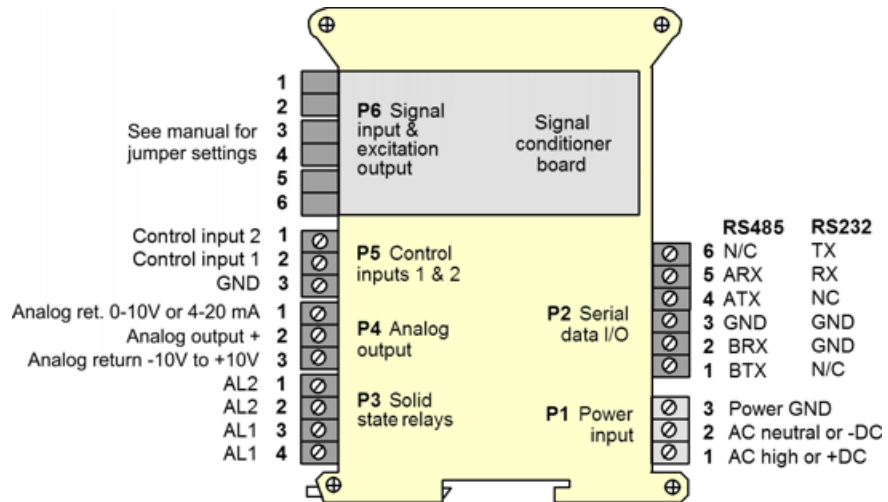 1
2
See manual for 3
jumper settings 4
5
6
P6 Signal
input &
excitation
output
Signal
conditioner
board
Control input 2 1
Control input 1 2
GND 3
P5 Control
inputs 1 & 2
Analog ret. 0-10V or 4-20 mA 1
Analog output + 2
Analog return -10V to +10V 3
P4 Analog
output
AL2 1
AL2 2
AL1 3
AL1 4
P3 Solid
state relays
RS485 RS232
6 N/C TX
5 ARX RX
4 ATX NC
3 GND GND
2 BRX GND
1 BTX N/C
P2 Serial
data I/O
P1 Power
input
3 Power GND
2 AC neutral or -DC
1 AC high or +DC